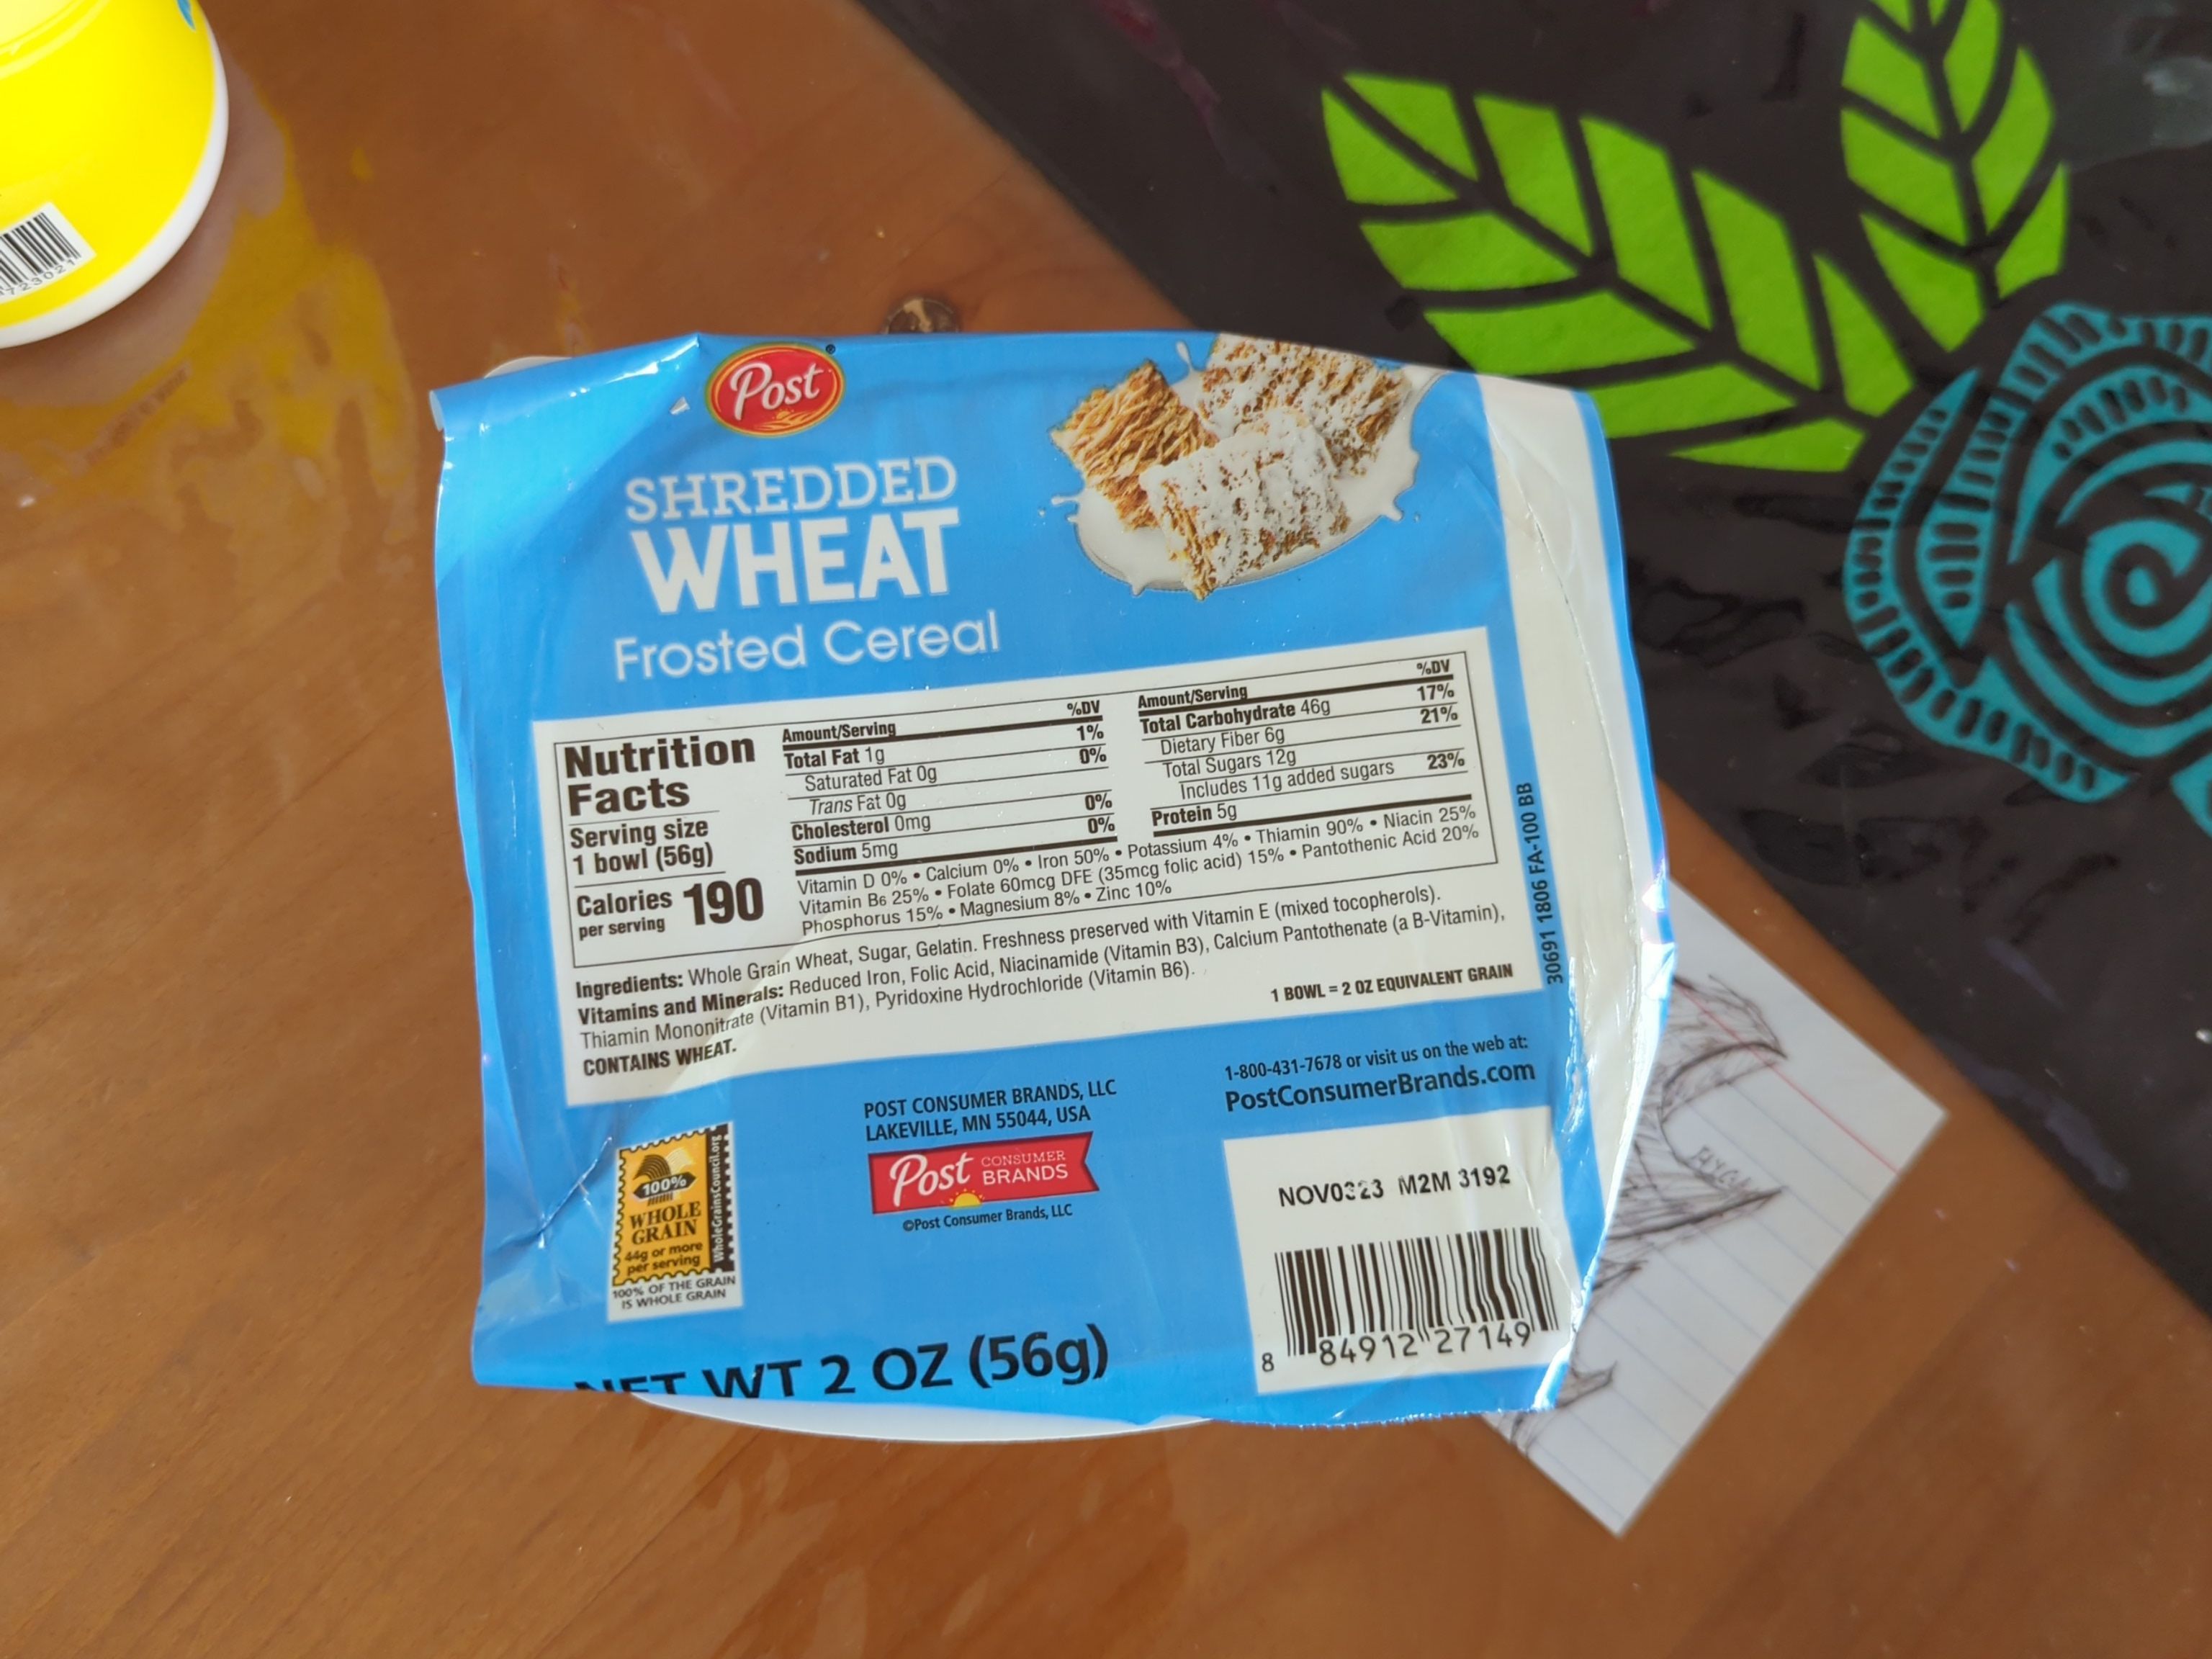 Post®
SHREDDED
WHEAT
Frosted Cereal
Nutrition
Facts
Serving size
1 bowl (56g)
Calories 190
per serving
Amount/Serving %DV
Total Fat 1g 1%
Saturated Fat 0g 0%
Trans Fat 0g
Cholesterol 0mg 0%
Sodium 5mg 0%
Amount/Serving %DV
Total Carbohydrate 46g 17%
Dietary Fiber 6g 21%
Total Sugars 12g
Includes 11g added sugars 23%
Protein 5g
Vitamin D 0% • Calcium 0% • Iron 50% • Potassium 4% • Thiamin 90% • Niacin 25%
Vitamin B6 25% • Folate 60mcg DFE (35mcg folic acid) 15% • Pantothenic Acid 20%
Phosphorus 15% • Magnesium 8% • Zinc 10%
Ingredients: Whole Grain Wheat, Sugar, Gelatin. Freshness preserved with Vitamin E (mixed tocopherols).
Vitamins and Minerals: Reduced Iron, Folic Acid, Niacinamide (Vitamin B3), Calcium Pantothenate (a B-Vitamin),
Thiamin Mononitrate (Vitamin B1), Pyridoxine Hydrochloride (Vitamin B6).
CONTAINS WHEAT.
1 BOWL = 2 OZ EQUIVALENT GRAIN
30691 1806 FA-100 BB
POST CONSUMER BRANDS, LLC
LAKEVILLE, MN 55044, USA
Post CONSUMER
BRANDS
©Post Consumer Brands, LLC
1-800-431-7678 or visit us on the web at:
PostConsumerBrands.com
100%
WHOLE
GRAIN
44g or more
per serving
WholeGrainsCouncil.org
100% OF THE GRAIN
IS WHOLE GRAIN
NOV0323 M2M 3192
8 84912 27149
NET WT 2 OZ (56g)